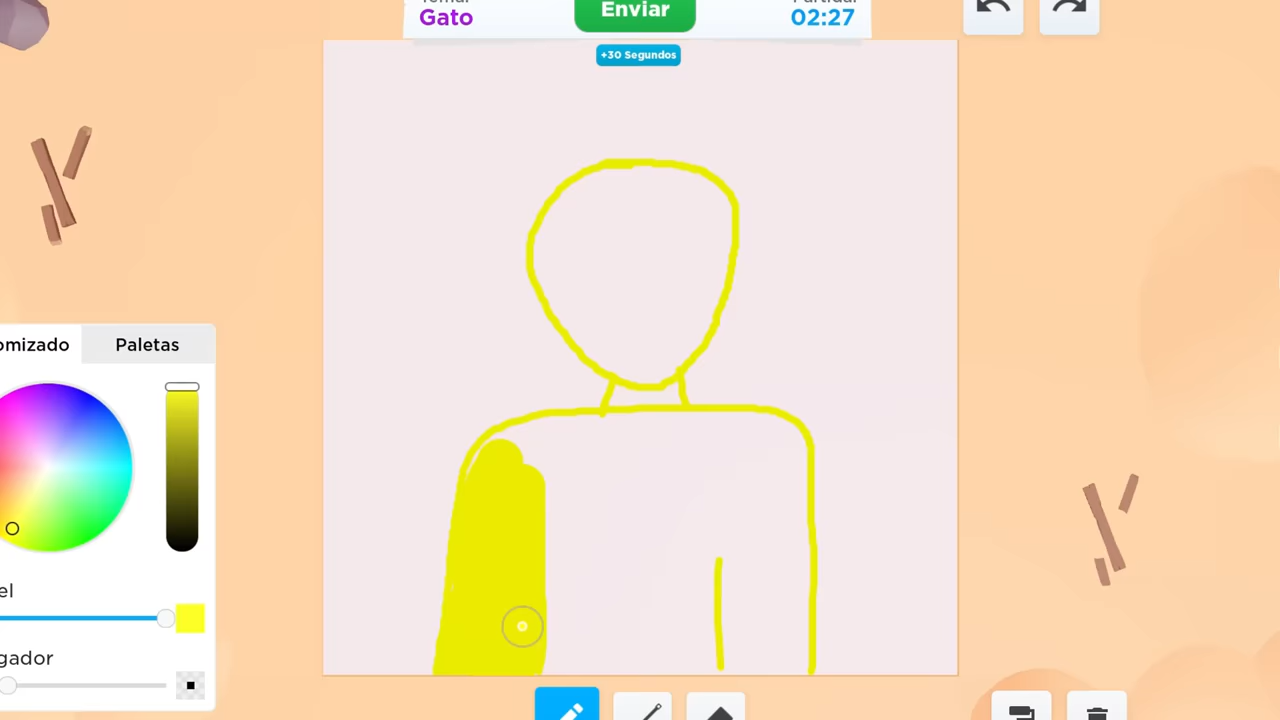 Gato
Enviar
02:27
+30 Segundos
omizado
Paletas
el
gador